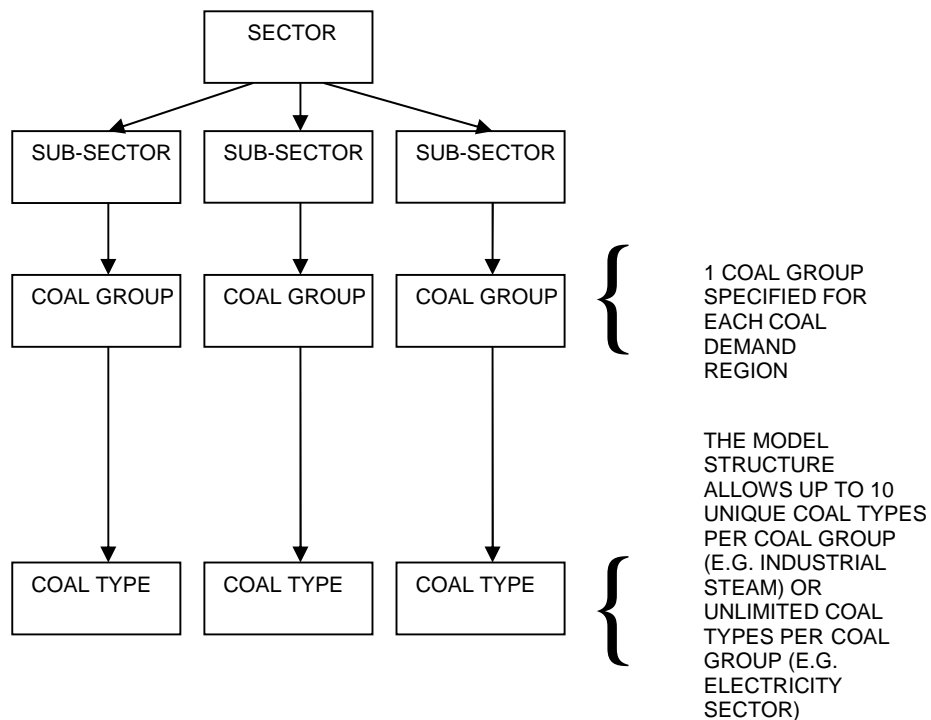 SECTOR
SUB-SECTOR SUB-SECTOR SUB-SECTOR
COAL GROUP COAL GROUP COAL GROUP
1 COAL GROUP
SPECIFIED FOR
EACH COAL
DEMAND
REGION
COAL TYPE COAL TYPE COAL TYPE
THE MODEL
STRUCTURE
ALLOWS UP TO 10
UNIQUE COAL TYPES
PER COAL GROUP
(E.G. INDUSTRIAL
STEAM) OR
UNLIMITED COAL
TYPES PER COAL
GROUP (E.G.
ELECTRICITY
SECTOR)